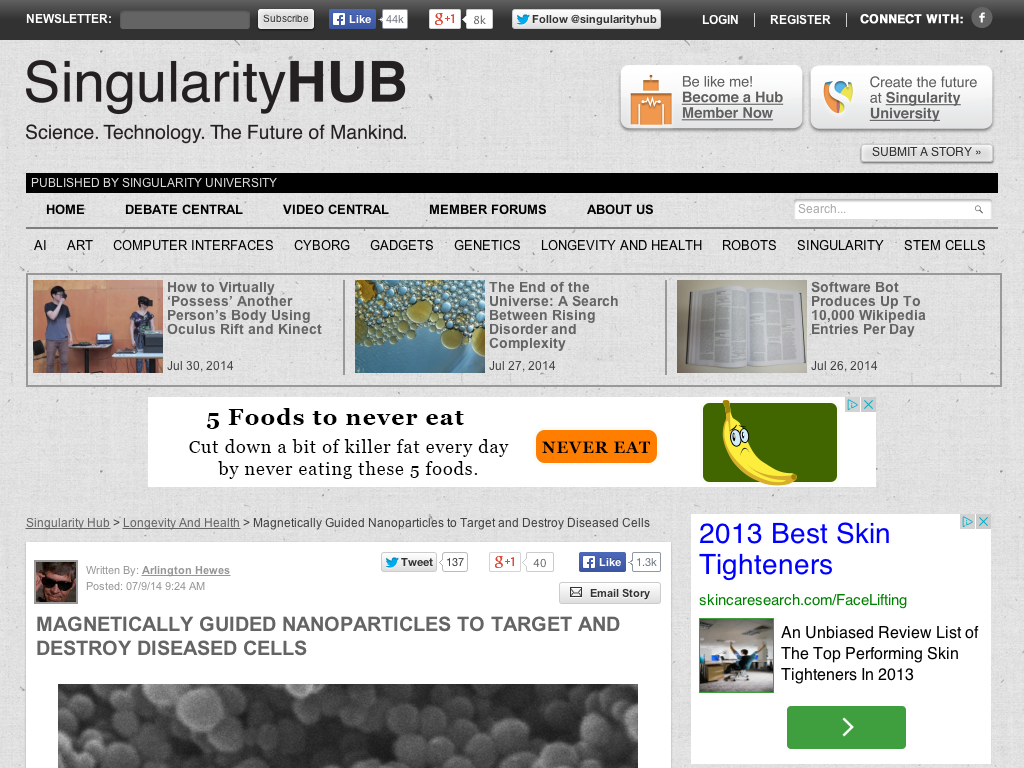 NEWSLETTER: Subscribe Like 44k g+1 8k Follow @singularityhub LOGIN REGISTER CONNECT WITH: f
SingularityHUB
Science. Technology. The Future of Mankind.
Be like me!
Become a Hub
Member Now
Create the future
at Singularity
University
SUBMIT A STORY »
PUBLISHED BY SINGULARITY UNIVERSITY
HOME DEBATE CENTRAL VIDEO CENTRAL MEMBER FORUMS ABOUT US Search...
AI ART COMPUTER INTERFACES CYBORG GADGETS GENETICS LONGEVITY AND HEALTH ROBOTS SINGULARITY STEM CELLS
How to Virtually
‘Possess’ Another
Person’s Body Using
Oculus Rift and Kinect
Jul 30, 2014
The End of the
Universe: A Search
Between Rising
Disorder and
Complexity
Jul 27, 2014
Software Bot
Produces Up To
10,000 Wikipedia
Entries Per Day
Jul 26, 2014
5 Foods to never eat
Cut down a bit of killer fat every day
by never eating these 5 foods.
NEVER EAT
Singularity Hub > Longevity And Health > Magnetically Guided Nanoparticles to Target and Destroy Diseased Cells
Written By: Arlington Hewes
Posted: 07/9/14 9:24 AM
Tweet 137 g+1 40 Like 1.3k
Email Story
MAGNETICALLY GUIDED NANOPARTICLES TO TARGET AND
DESTROY DISEASED CELLS
2013 Best Skin
Tighteners
skincaresearch.com/FaceLifting
An Unbiased Review List of
The Top Performing Skin
Tighteners In 2013